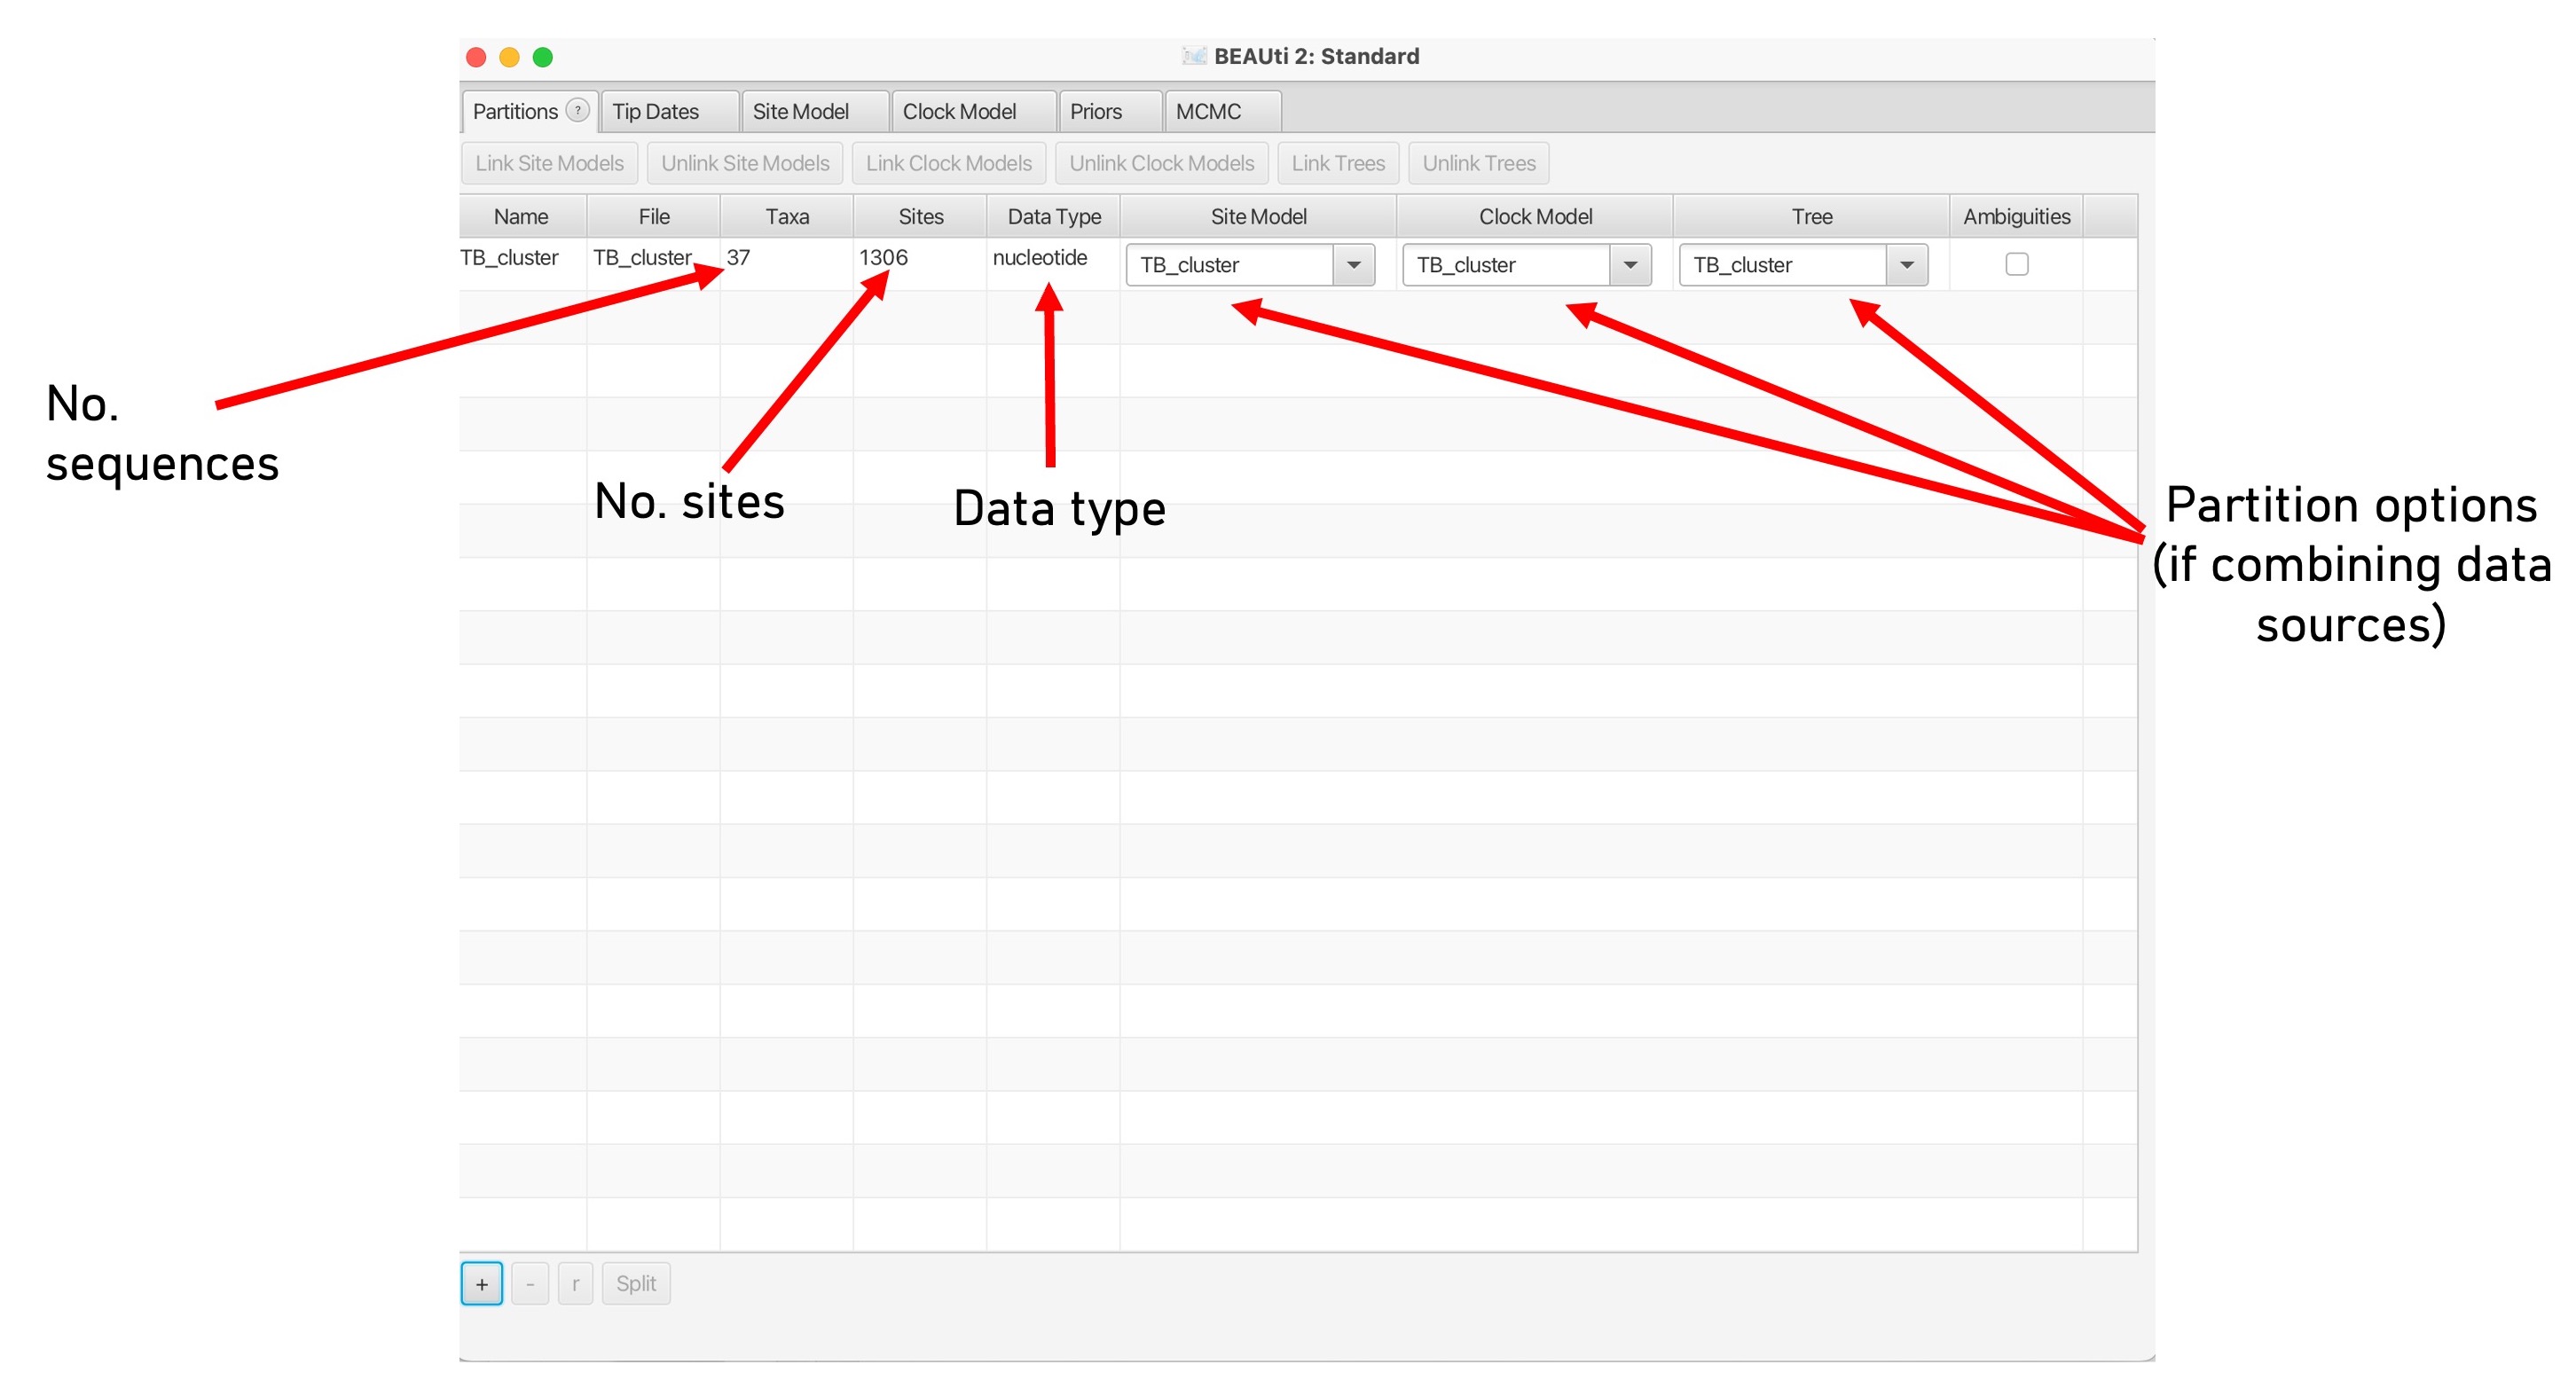 BEAUti 2: Standard
Partitions ? Tip Dates Site Model Clock Model Priors MCMC
Link Site Models Unlink Site Models Link Clock Models Unlink Clock Models Link Trees Unlink Trees
Name File Taxa Sites Data Type Site Model Clock Model Tree Ambiguities
TB_cluster TB_cluster 37 1306 nucleotide TB_cluster TB_cluster TB_cluster
No.
sequences
No. sites
Data type
Partition options
(if combining data
sources)
+ - r Split